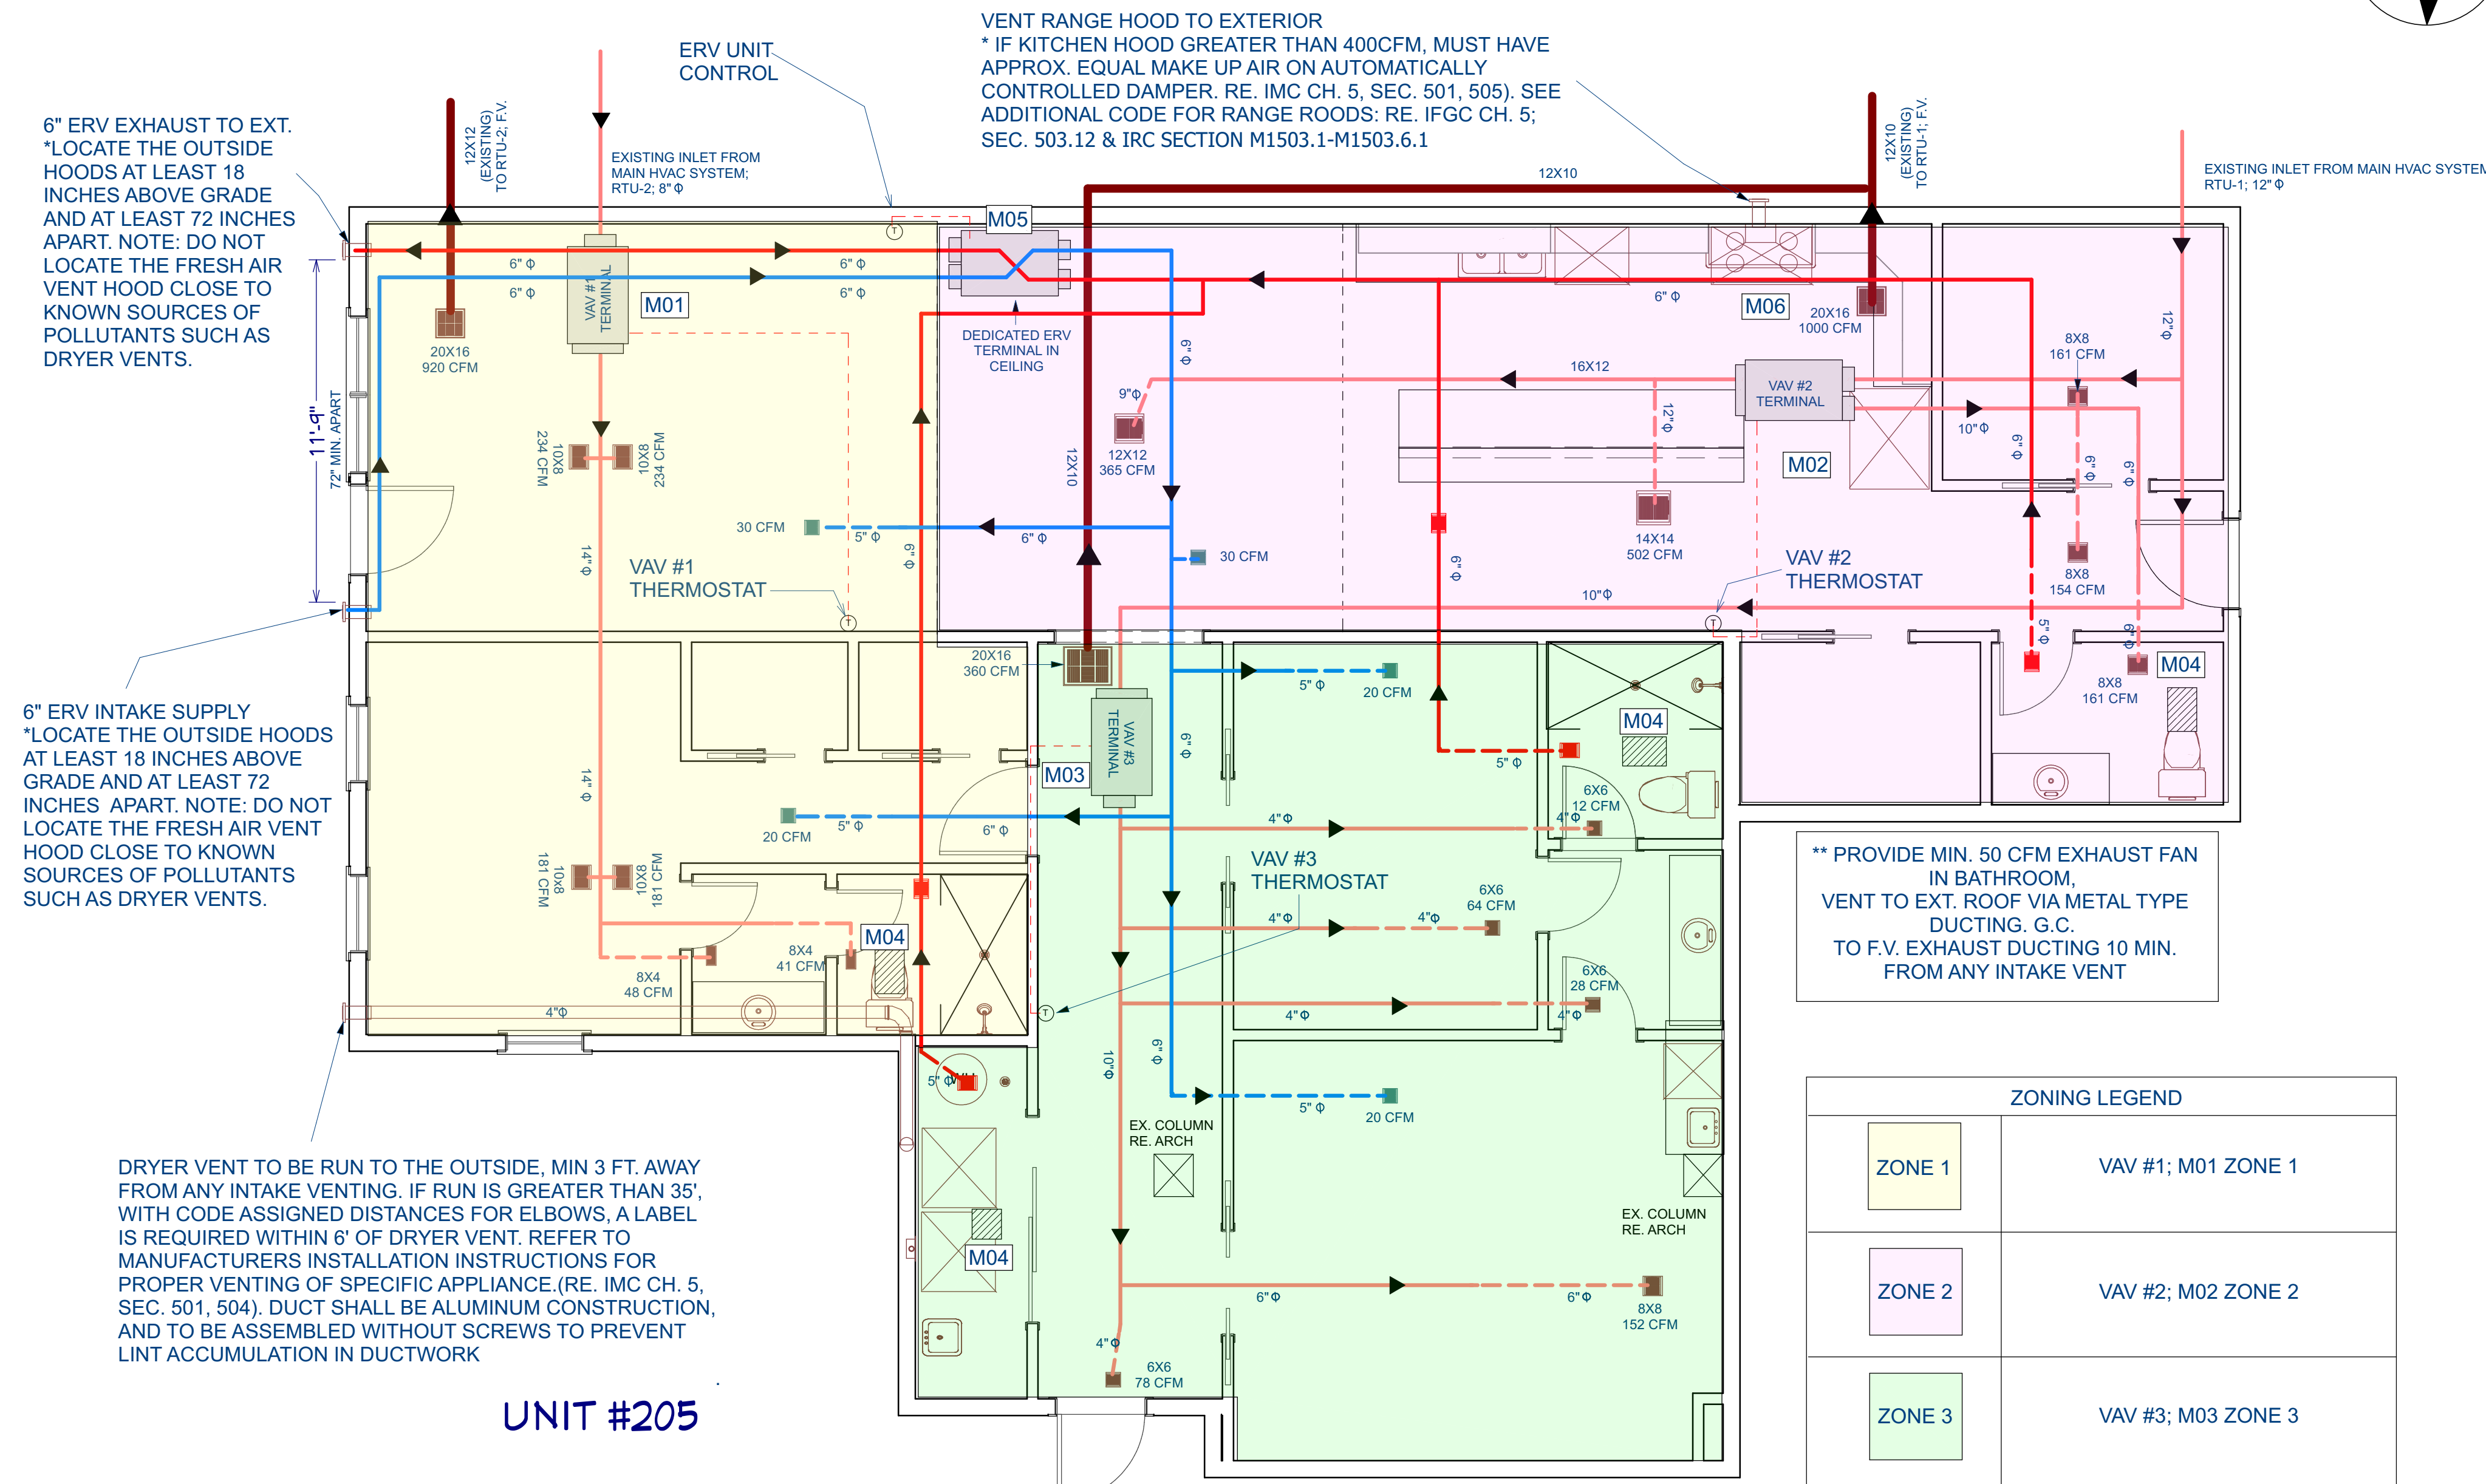 VENT RANGE HOOD TO EXTERIOR
* IF KITCHEN HOOD GREATER THAN 400CFM, MUST HAVE
APPROX. EQUAL MAKE UP AIR ON AUTOMATICALLY
CONTROLLED DAMPER. RE. IMC CH. 5, SEC. 501, 505). SEE
ADDITIONAL CODE FOR RANGE ROODS: RE. IFGC CH. 5;
SEC. 503.12 & IRC SECTION M1503.1-M1503.6.1
ERV UNIT
CONTROL
6" ERV EXHAUST TO EXT.
*LOCATE THE OUTSIDE
HOODS AT LEAST 18
INCHES ABOVE GRADE
AND AT LEAST 72 INCHES
APART. NOTE: DO NOT
LOCATE THE FRESH AIR
VENT HOOD CLOSE TO
KNOWN SOURCES OF
POLLUTANTS SUCH AS
DRYER VENTS.
12X12
(EXISTING)
TO RTU-2; F.V.
EXISTING INLET FROM
MAIN HVAC SYSTEM;
RTU-2; 8" Φ
12X10
12X10
(EXISTING)
TO RTU-1; F.V.
EXISTING INLET FROM MAIN HVAC SYSTEM
RTU-1; 12" Φ
M05
6" Φ
6" Φ
6" Φ
6" Φ
VAV #1
TERMINAL
M01
20X16
920 CFM
DEDICATED ERV
TERMINAL IN
CEILING
6" Φ
6" Φ
M06
20X16
1000 CFM
12"Φ
8X8
161 CFM
16X12
VAV #2
TERMINAL
9"Φ
12"Φ
10"Φ
11'-9"
72" MIN. APART
10X8
234 CFM
10X8
234 CFM
12X12
365 CFM
12X10
M02
6" Φ
6" Φ
6" Φ
30 CFM
5" Φ
6" Φ
14X14
502 CFM
30 CFM
8X8
154 CFM
14"Φ
6" Φ
6" Φ
VAV #1
THERMOSTAT
VAV #2
THERMOSTAT
10"Φ
5" Φ
6" Φ
20X16
360 CFM
5" Φ
20 CFM
8X8
161 CFM
M04
6" ERV INTAKE SUPPLY
*LOCATE THE OUTSIDE HOODS
AT LEAST 18 INCHES ABOVE
GRADE AND AT LEAST 72
INCHES APART. NOTE: DO NOT
LOCATE THE FRESH AIR VENT
HOOD CLOSE TO KNOWN
SOURCES OF POLLUTANTS
SUCH AS DRYER VENTS.
M04
VAV #3
TERMINAL
6" Φ
5" Φ
M03
14" Φ
6X6
12 CFM
4"Φ
4"Φ
20 CFM
5" Φ
6" Φ
VAV #3
THERMOSTAT
10x8
181 CFM
10X8
181 CFM
6X6
64 CFM
4"Φ
4"Φ
M04
8X4
41 CFM
8X4
48 CFM
6X6
28 CFM
4"Φ
4"Φ
4"Φ
** PROVIDE MIN. 50 CFM EXHAUST FAN
IN BATHROOM,
VENT TO EXT. ROOF VIA METAL TYPE
DUCTING. G.C.
TO F.V. EXHAUST DUCTING 10 MIN.
FROM ANY INTAKE VENT
10"Φ
6" Φ
5" Φ
WH
5" Φ
20 CFM
EX. COLUMN
RE. ARCH
EX. COLUMN
RE. ARCH
M04
6"Φ
6"Φ
8X8
152 CFM
4"Φ
6X6
78 CFM
DRYER VENT TO BE RUN TO THE OUTSIDE, MIN 3 FT. AWAY
FROM ANY INTAKE VENTING. IF RUN IS GREATER THAN 35',
WITH CODE ASSIGNED DISTANCES FOR ELBOWS, A LABEL
IS REQUIRED WITHIN 6' OF DRYER VENT. REFER TO
MANUFACTURERS INSTALLATION INSTRUCTIONS FOR
PROPER VENTING OF SPECIFIC APPLIANCE.(RE. IMC CH. 5,
SEC. 501, 504). DUCT SHALL BE ALUMINUM CONSTRUCTION,
AND TO BE ASSEMBLED WITHOUT SCREWS TO PREVENT
LINT ACCUMULATION IN DUCTWORK
UNIT #205
ZONING LEGEND
ZONE 1
VAV #1; M01 ZONE 1
ZONE 2
VAV #2; M02 ZONE 2
ZONE 3
VAV #3; M03 ZONE 3
T
T
T
T